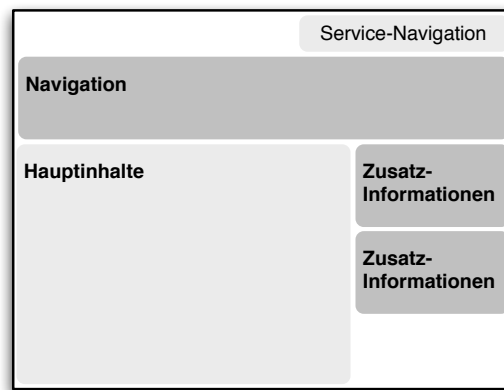 Service-Navigation
Navigation
Hauptinhalte
Zusatz-
Informationen
Zusatz-
Informationen